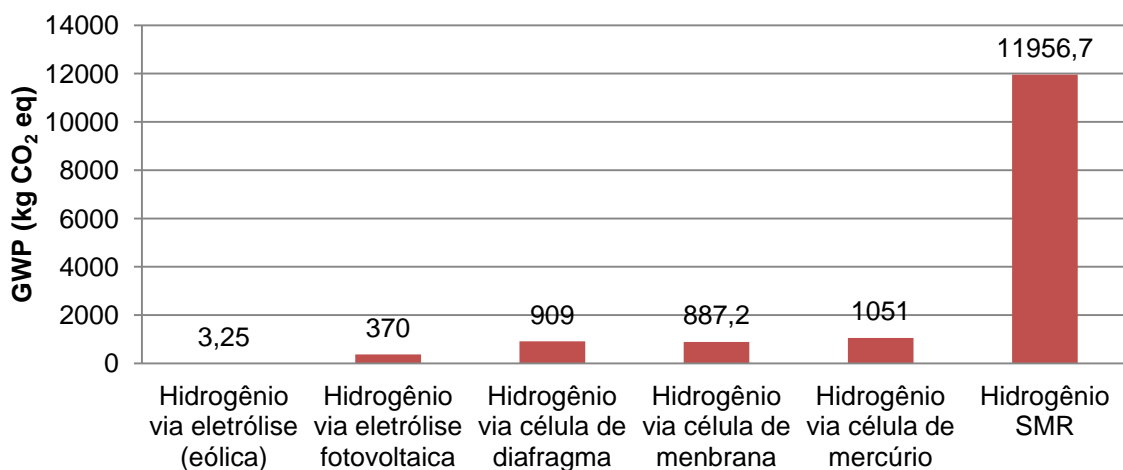 GWP (kg CO₂ eq)
14000
12000
10000
8000
6000
4000
2000
0
3,25
370
909
887,2
1051
11956,7
Hidrogênio
via eletrólise
(eólica)
Hidrogênio
via eletrólise
fotovoltaica
Hidrogênio
via célula de
diafragma
Hidrogênio
via célula de
menbrana
Hidrogênio
via célula de
mercúrio
Hidrogênio
SMR